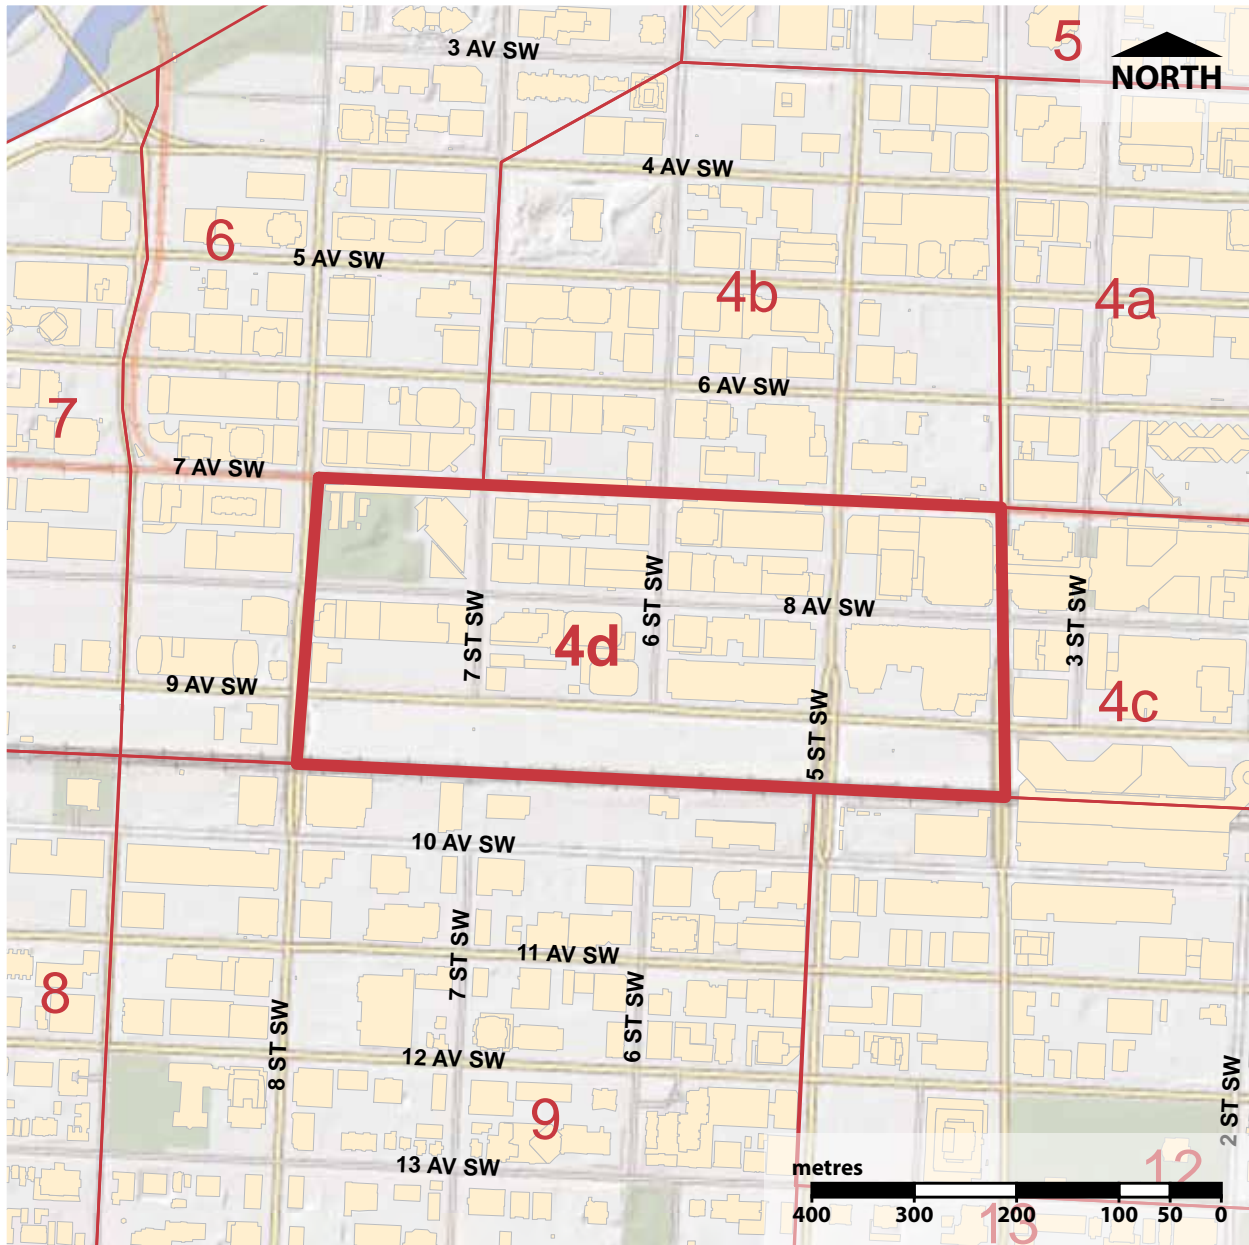 3 AV SW
5
NORTH
4 AV SW
6
5 AV SW
4b
4a
6 AV SW
7
7 AV SW
6 ST SW
8 AV SW
7 ST SW
3 ST SW
4d
9 AV SW
4c
5 ST SW
10 AV SW
7 ST SW
11 AV SW
8
6 ST SW
8 ST SW
12 AV SW
2 ST SW
9
13 AV SW
12
metres
400 300 200 100 50 0
13